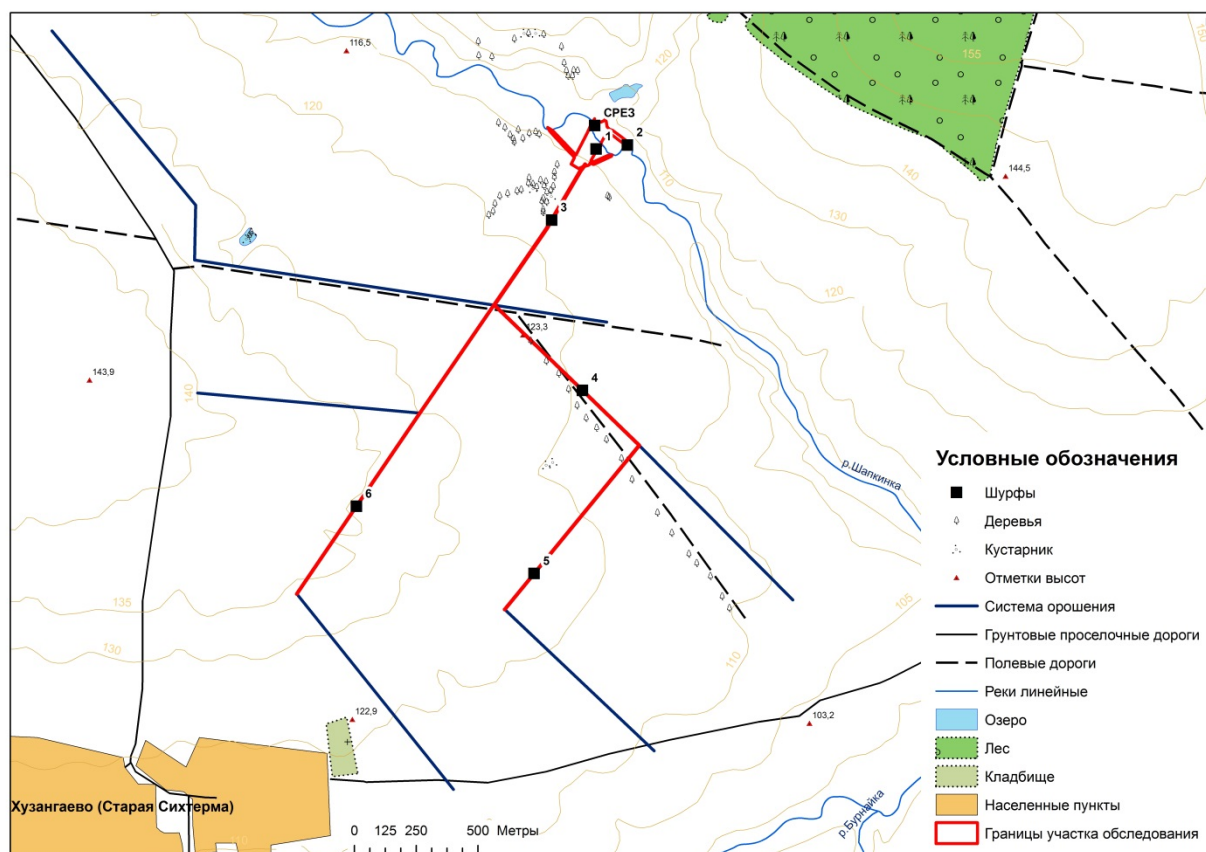 116,5
120
120
155
150
СРЕЗ
1
2
110
144,5
140
3
130
120
123,3
143,9
140
4
р.Шапкинка
6
5
135
130
105
110
122,9
103,2
Хузангаево (Старая Сихтерма)
110
р.Бурнайка
0 125 250 500 Метры
Условные обозначения
Шурфы
Деревья
Кустарник
Отметки высот
Система орошения
Грунтовые проселочные дороги
Полевые дороги
Реки линейные
Озеро
Лес
Кладбище
Населенные пункты
Границы участка обследования